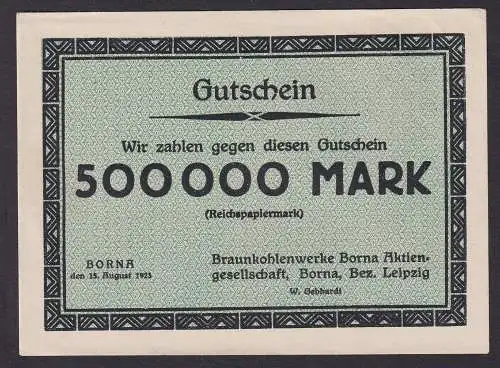 Gutschein
Wir zahlen gegen diesen Gutschein
500000 MARK
(Reichspapiermark)
BORNA
den 15. August 1923
Braunkohlenwerke Borna Aktien-
gesellschaft, Borna, Bez. Leipzig
W. Gebhardt